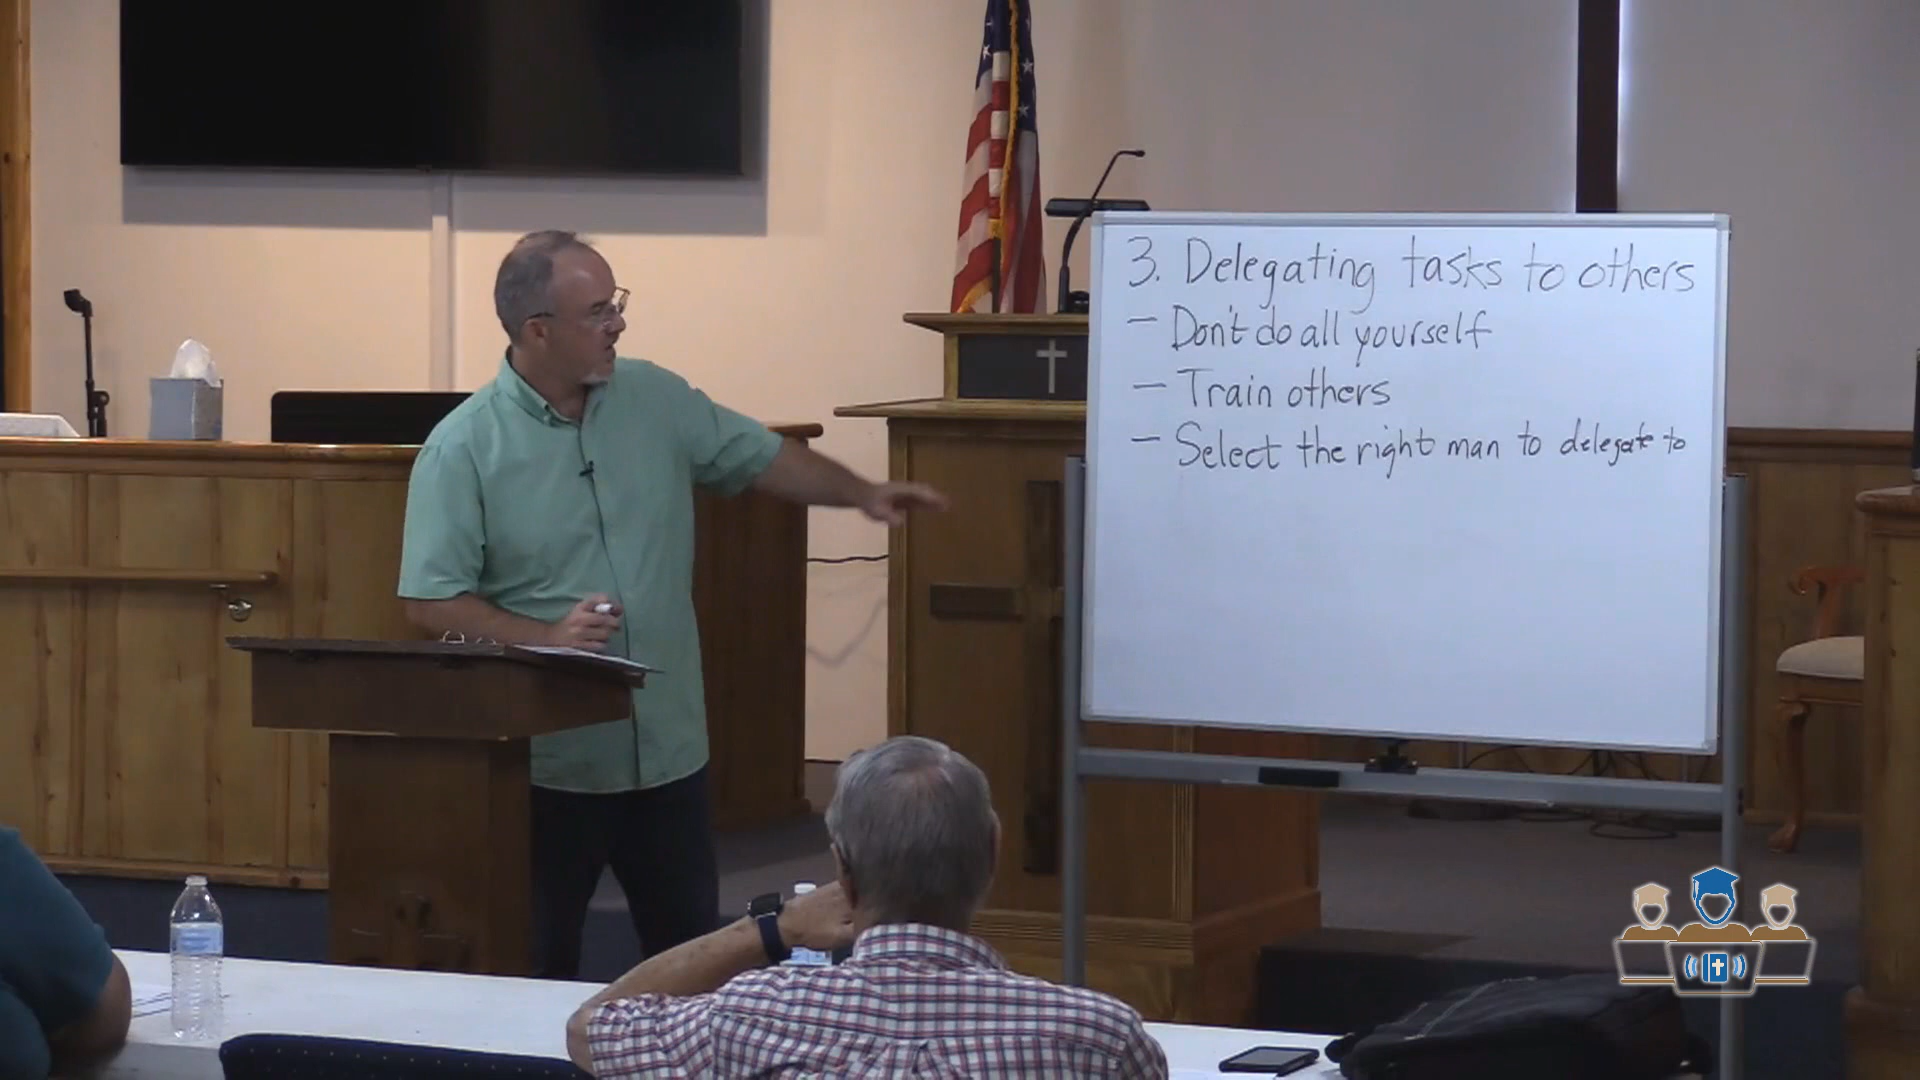 3. Delegating tasks to others
- Don't do all yourself
- Train others
- Select the right man to delegate to